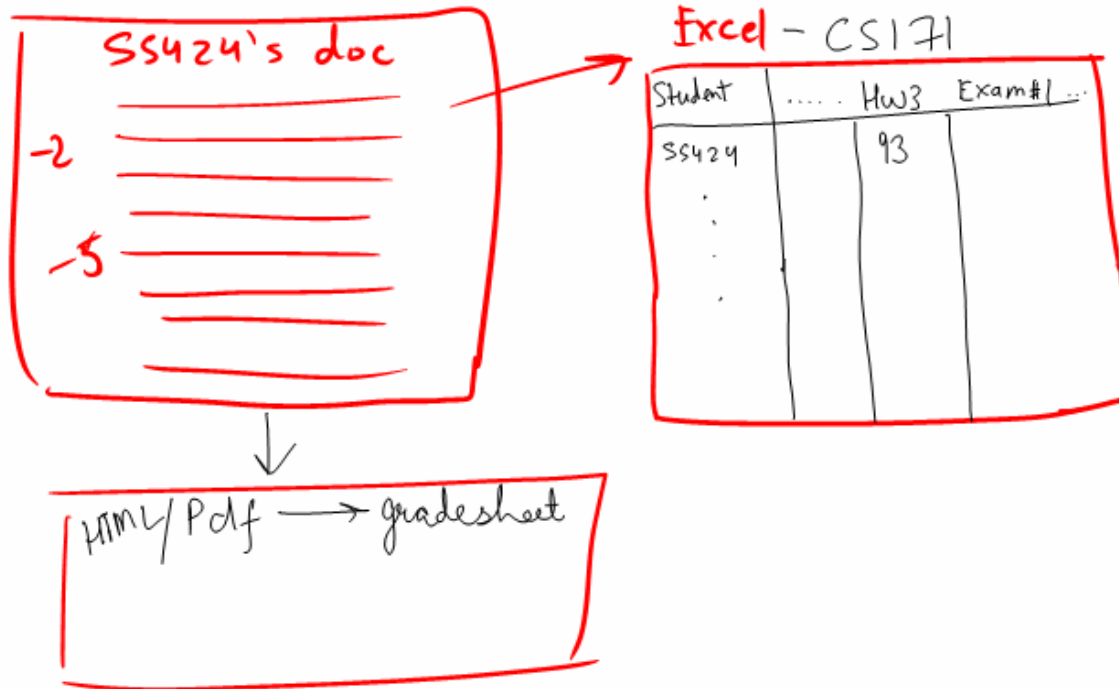 SS424's doc
-2
-5
Excel - CS171
Student ..... HW3 Exam#1 ...
SS424 93
HTML/Pdf → gradesheet